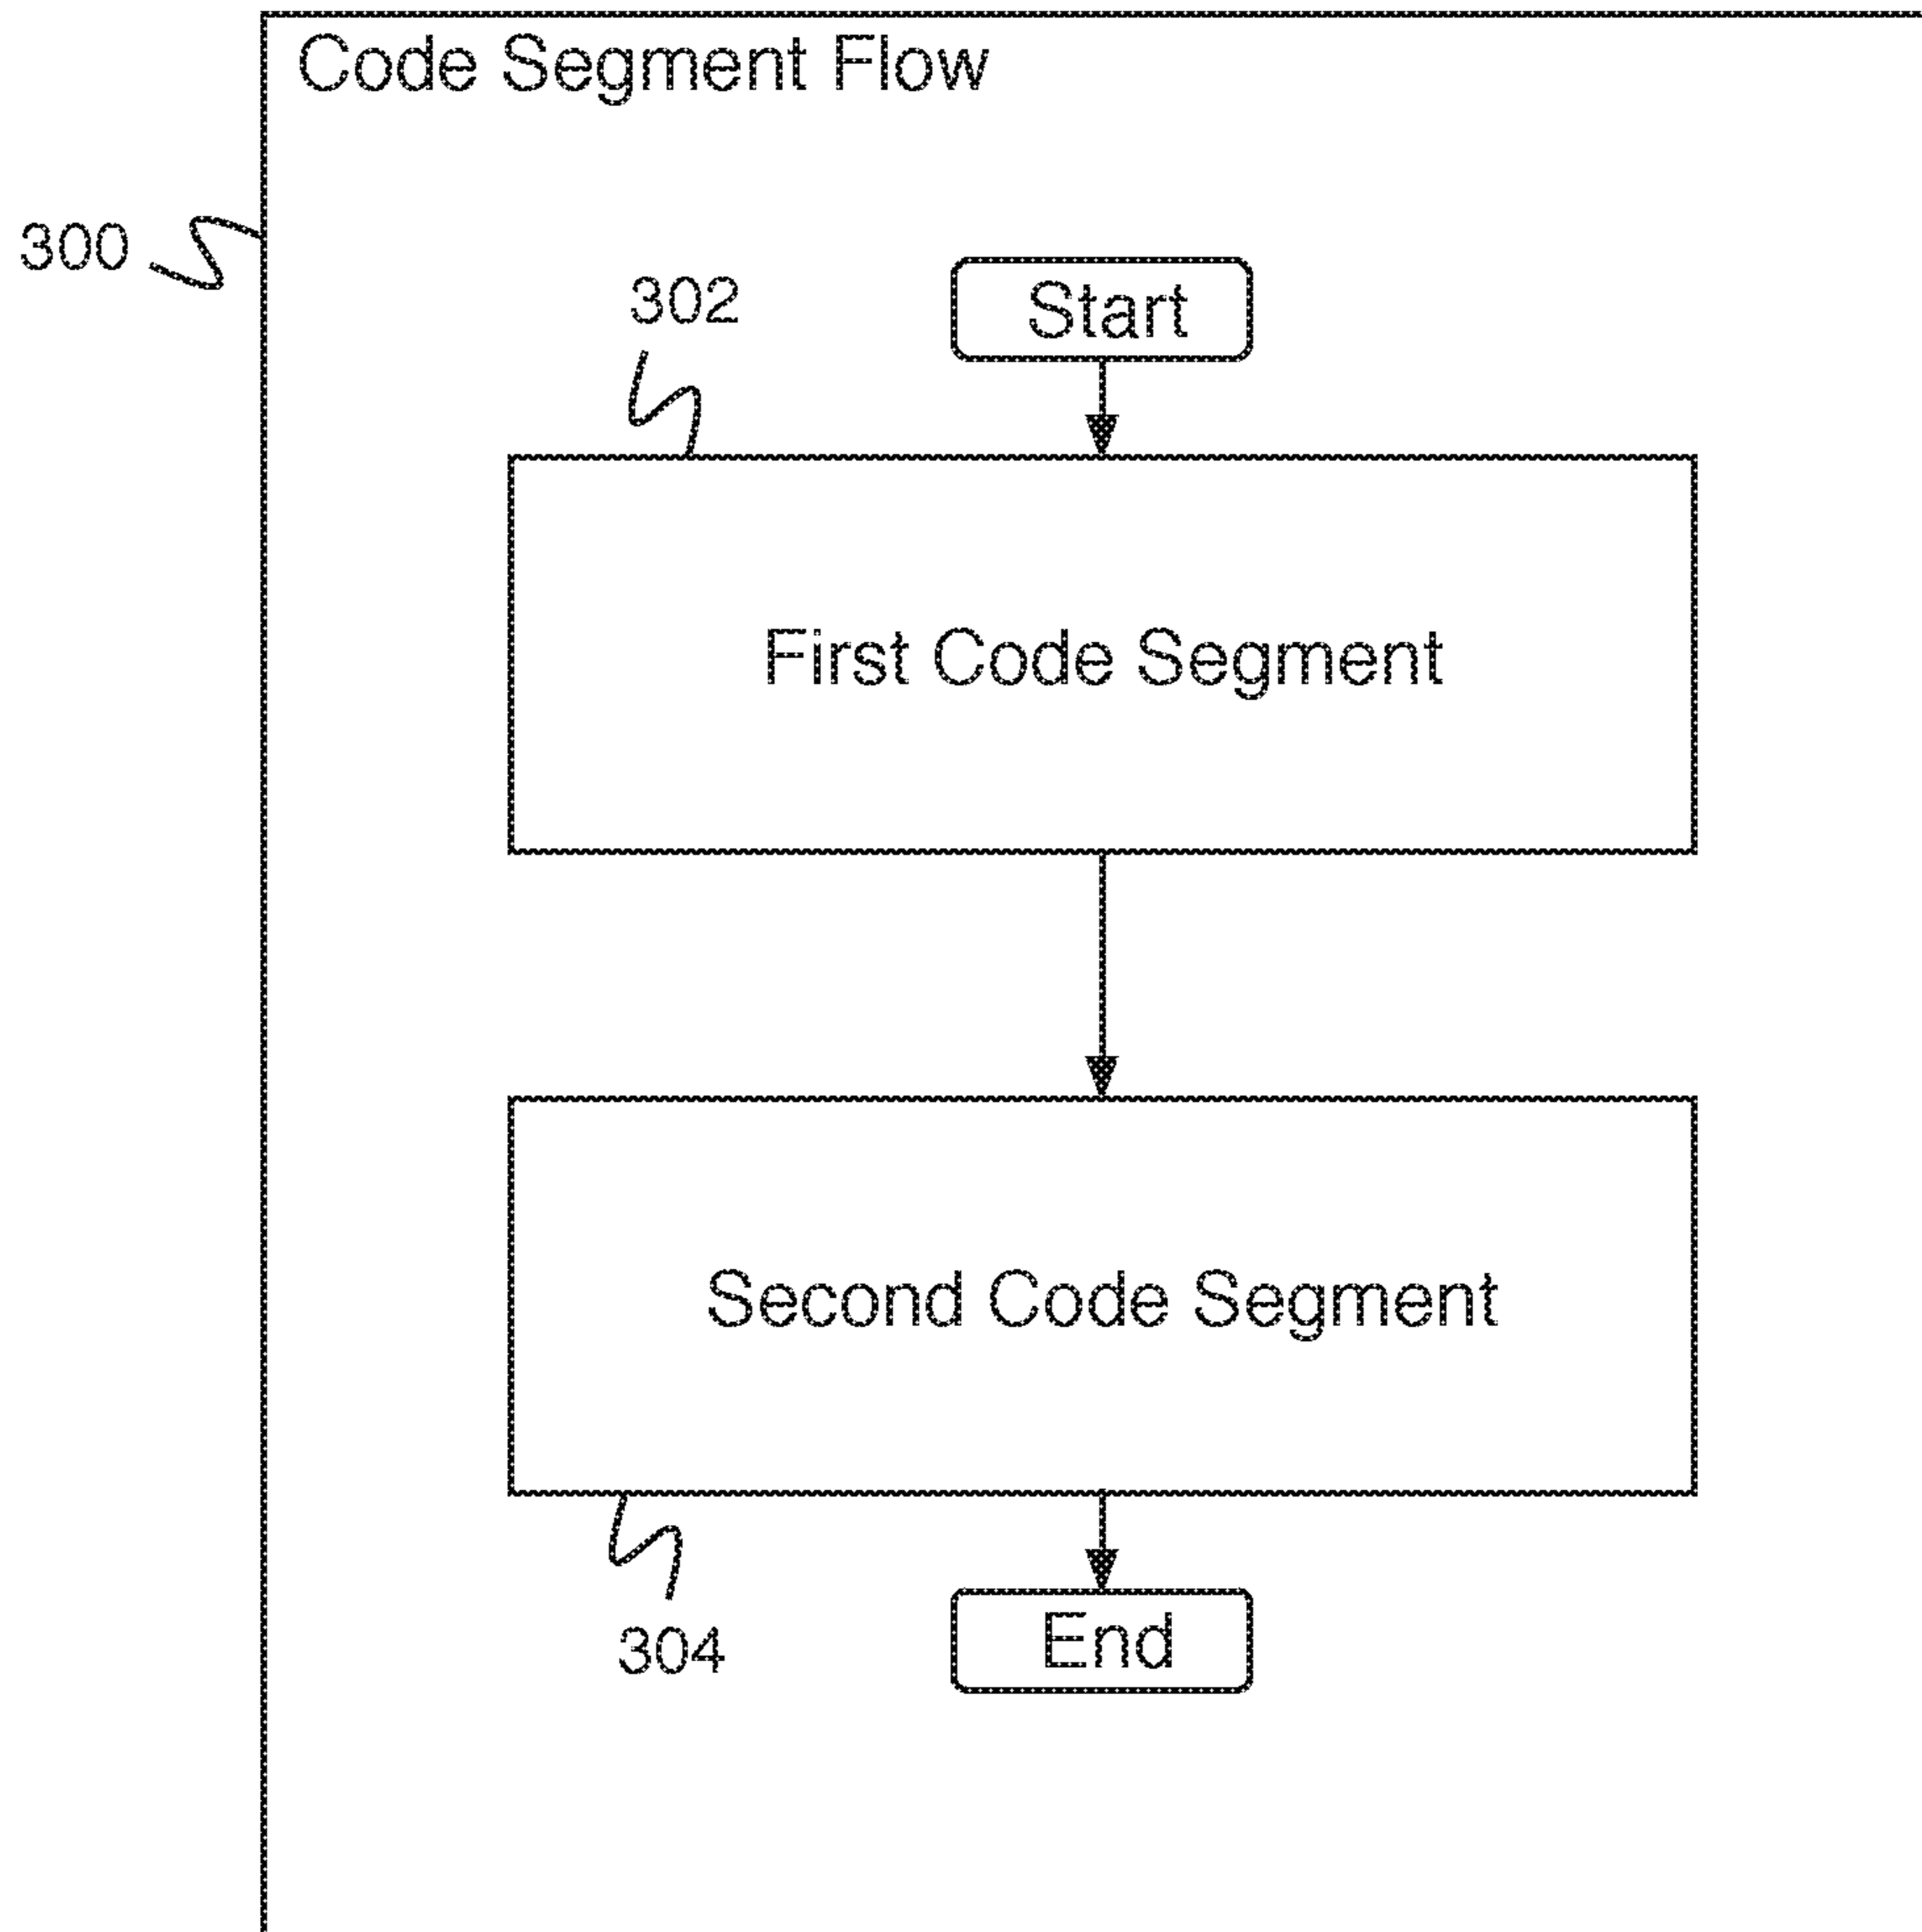 Code Segment Flow
300
302
Start
First Code Segment
Second Code Segment
304
End